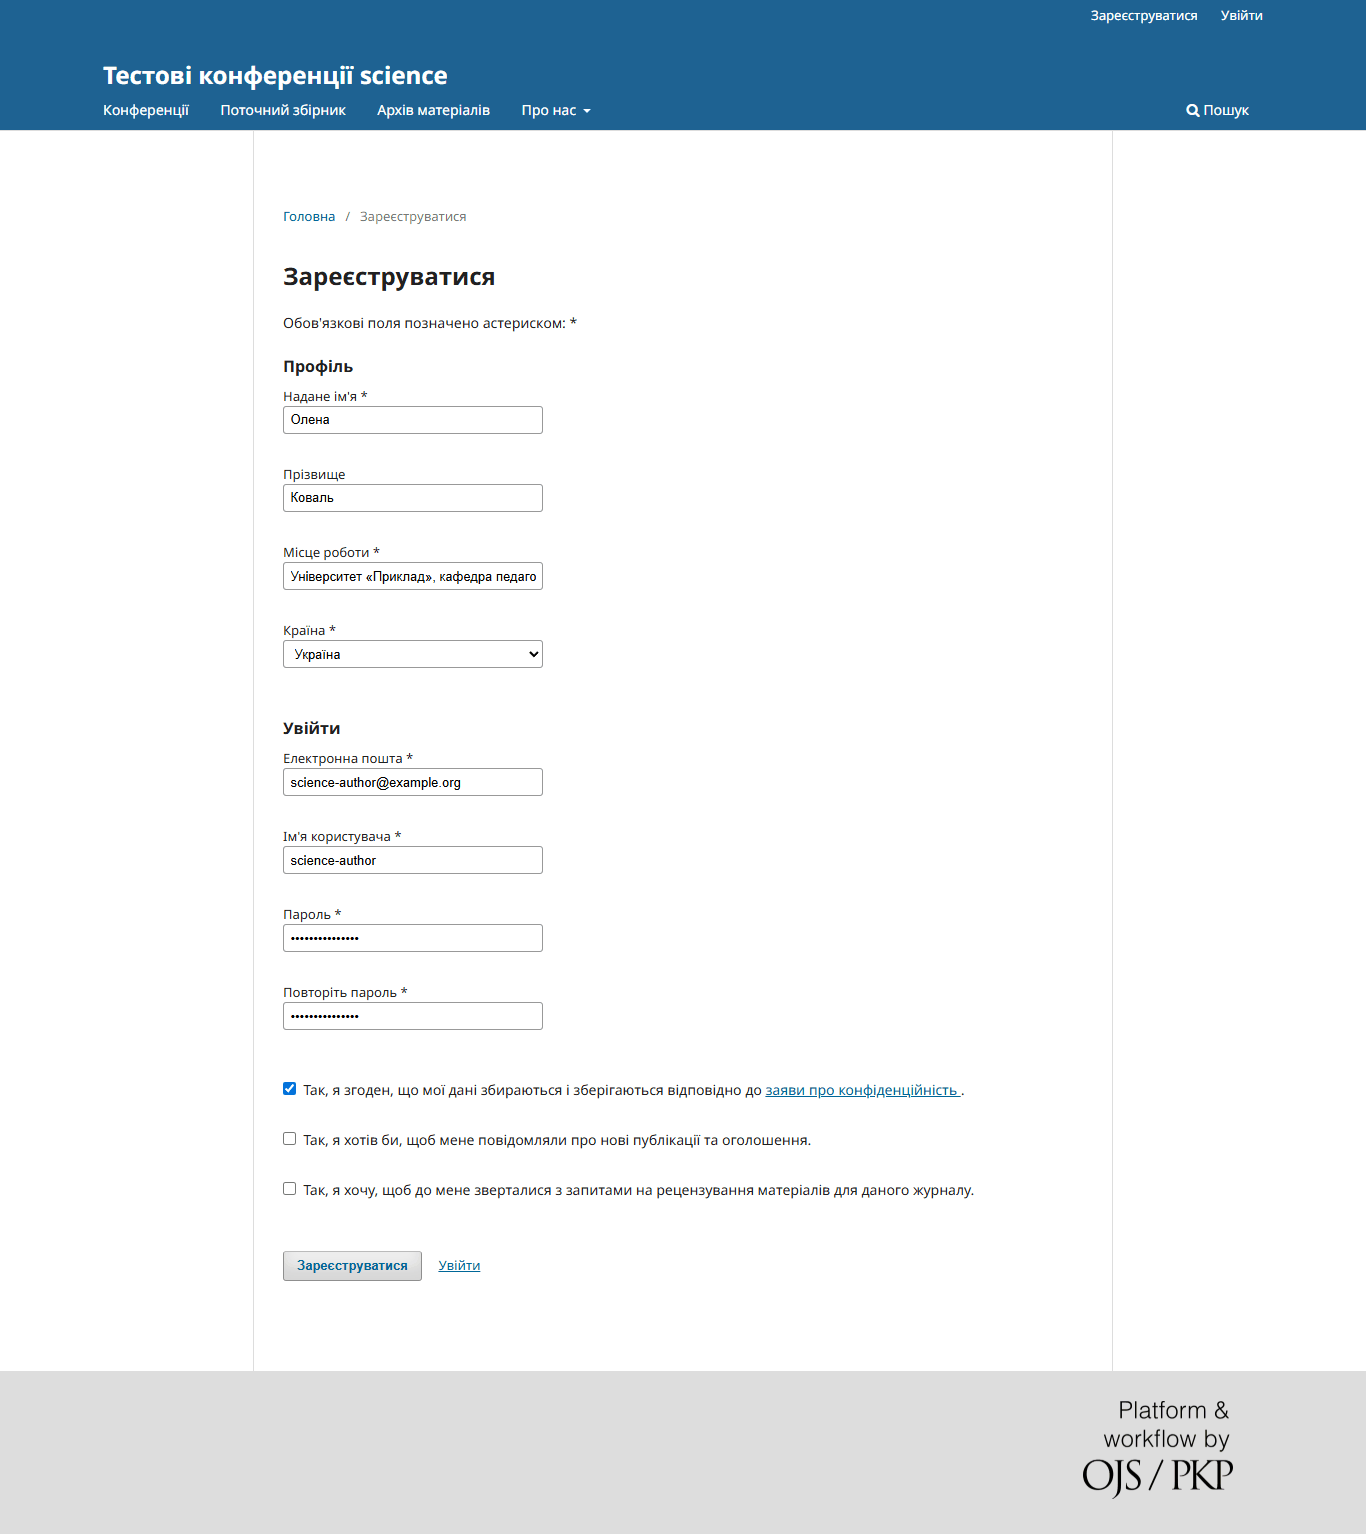 Зареєструватися Увійти
Тестові конференції science
Конференції Поточний збірник Архів матеріалів Про нас Пошук
Головна / Зареєструватися
Зареєструватися
Обов'язкові поля позначено астериском: *
Профіль
Надане ім'я *
Олена
Прізвище
Коваль
Місце роботи *
Університет «Приклад», кафедра педаго
Країна *
Україна
Увійти
Електронна пошта *
science-author@example.org
Ім'я користувача *
science-author
Пароль *
•••••••••••••••
Повторіть пароль *
•••••••••••••••
Так, я згоден, що мої дані збираються і зберігаються відповідно до заяви про конфіденційність .
Так, я хотів би, щоб мене повідомляли про нові публікації та оголошення.
Так, я хочу, щоб до мене зверталися з запитами на рецензування матеріалів для даного журналу.
Зареєструватися Увійти
Platform &
workflow by
OJS / PKP